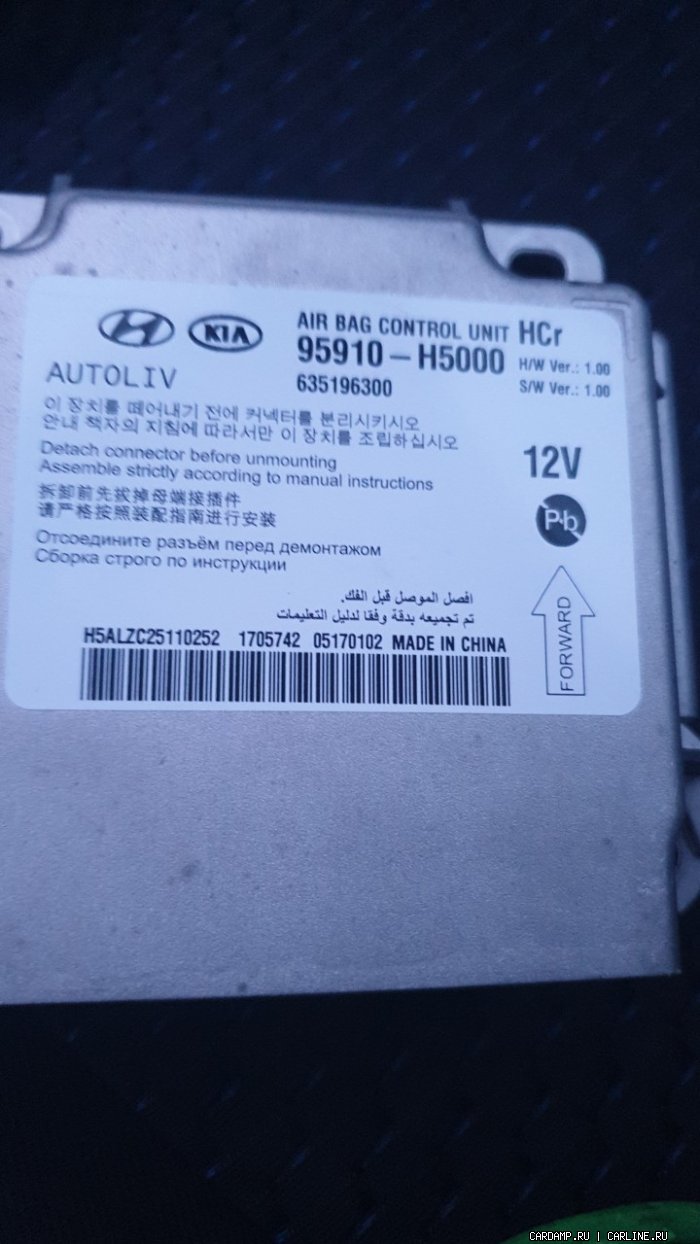 KIA
AIR BAG CONTROL UNIT HCr
95910-H5000 H/W Ver.: 1.00
635196300 S/W Ver.: 1.00
AUTOLIV
이 장치를 떼어내기 전에 커넥터를 분리시키시오
안내 책자의 지침에 따라서만 이 장치를 조립하십시오
Detach connector before unmounting
Assemble strictly according to manual instructions
12V
拆卸前先拔掉母端接插件
请严格按照装配指南进行安装
Pb
Отсоедините разъём перед демонтажом
Сборка строго по инструкции
افصل الموصل قبل الفك.
تم تجميعه بدقة وفقا لدليل التعليمات
FORWARD
H5ALZC25110252 1705742 05170102 MADE IN CHINA
CARDAMP.RU | CARLINE.RU